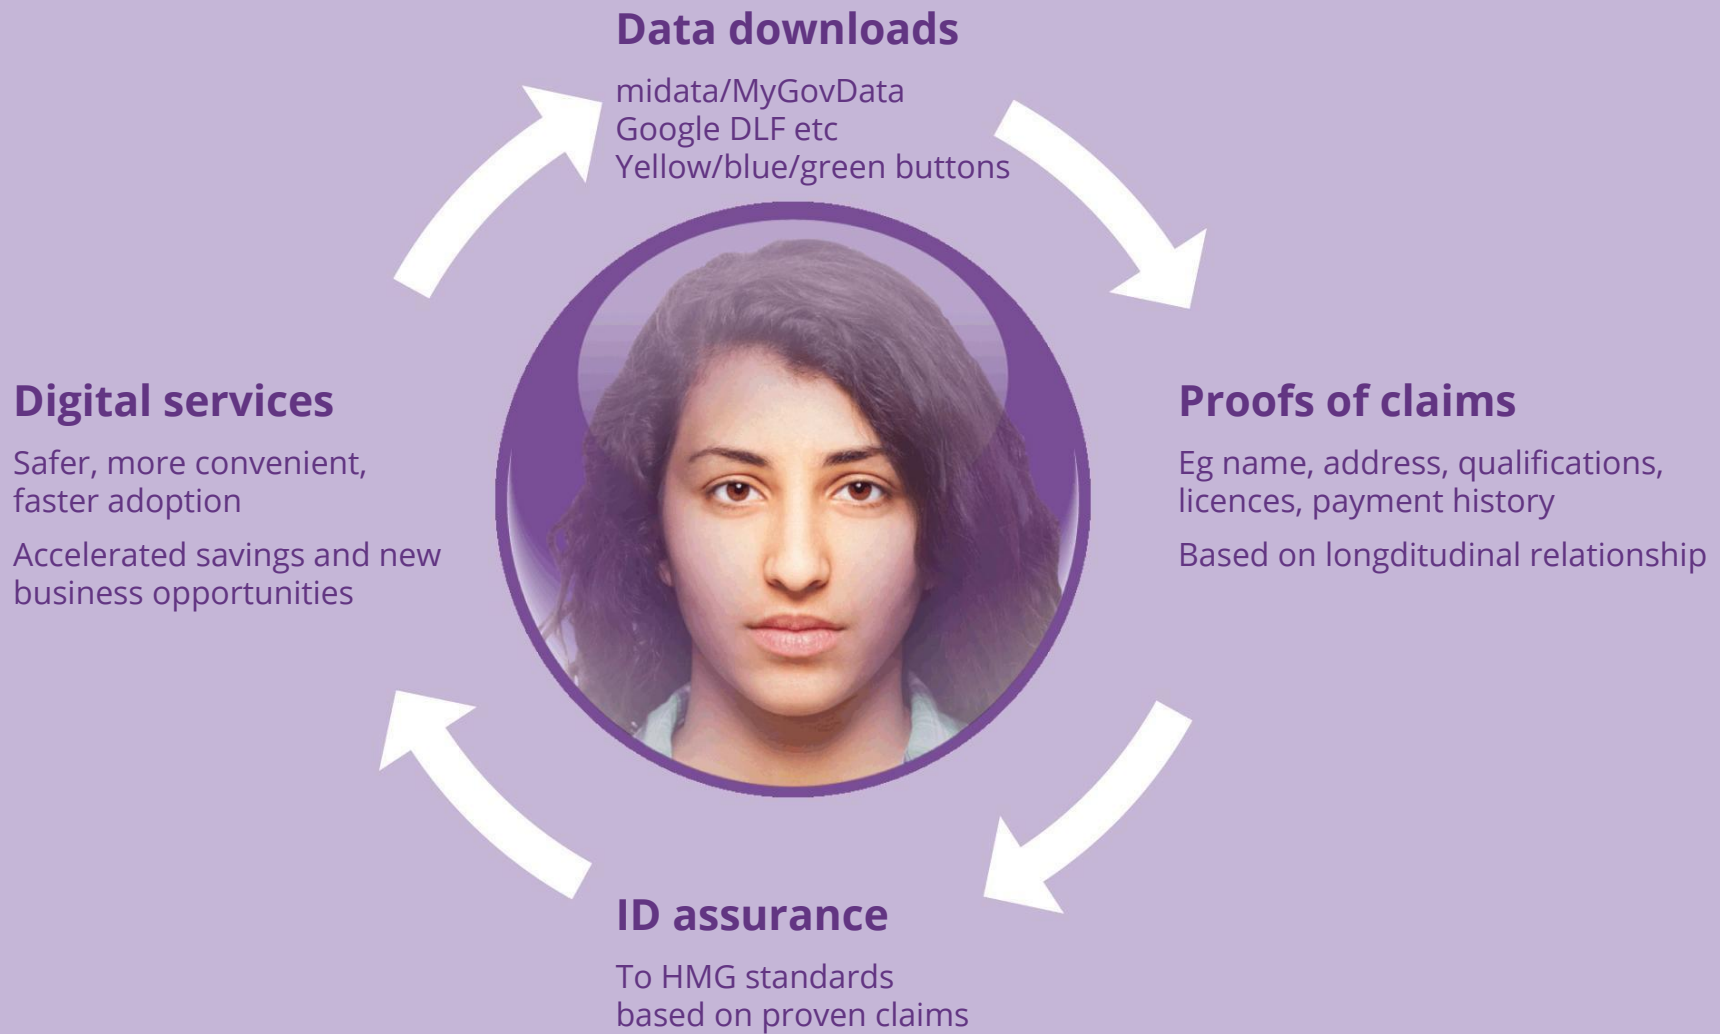 Data downloads
midata/MyGovData
Google DLF etc
Yellow/blue/green buttons
Proofs of claims
Eg name, address, qualifications,
licences, payment history
Based on longditudinal relationship
ID assurance
To HMG standards
based on proven claims
Digital services
Safer, more convenient,
faster adoption
Accelerated savings and new
business opportunities